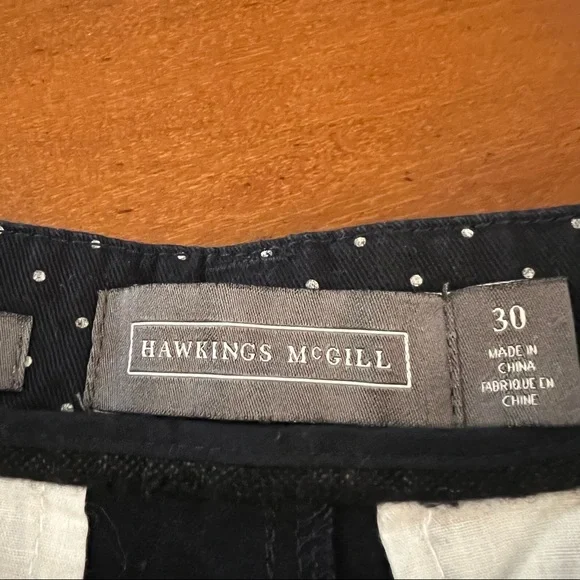 HAWKINGS McGILL
30
MADE IN
CHINA
FABRIQUE EN
CHINE